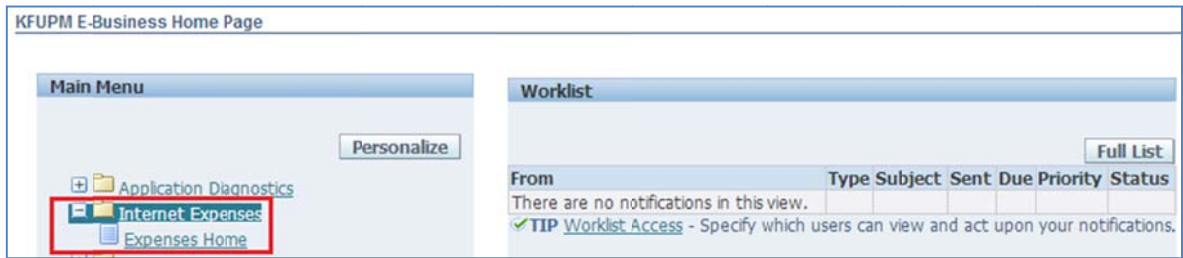 KFUPM E-Business Home Page
Main Menu
Personalize
Application Diagnostics
Internet Expenses
Expenses Home
Worklist
Full List
From Type Subject Sent Due Priority Status
There are no notifications in this view.
TIP Worklist Access - Specify which users can view and act upon your notifications.